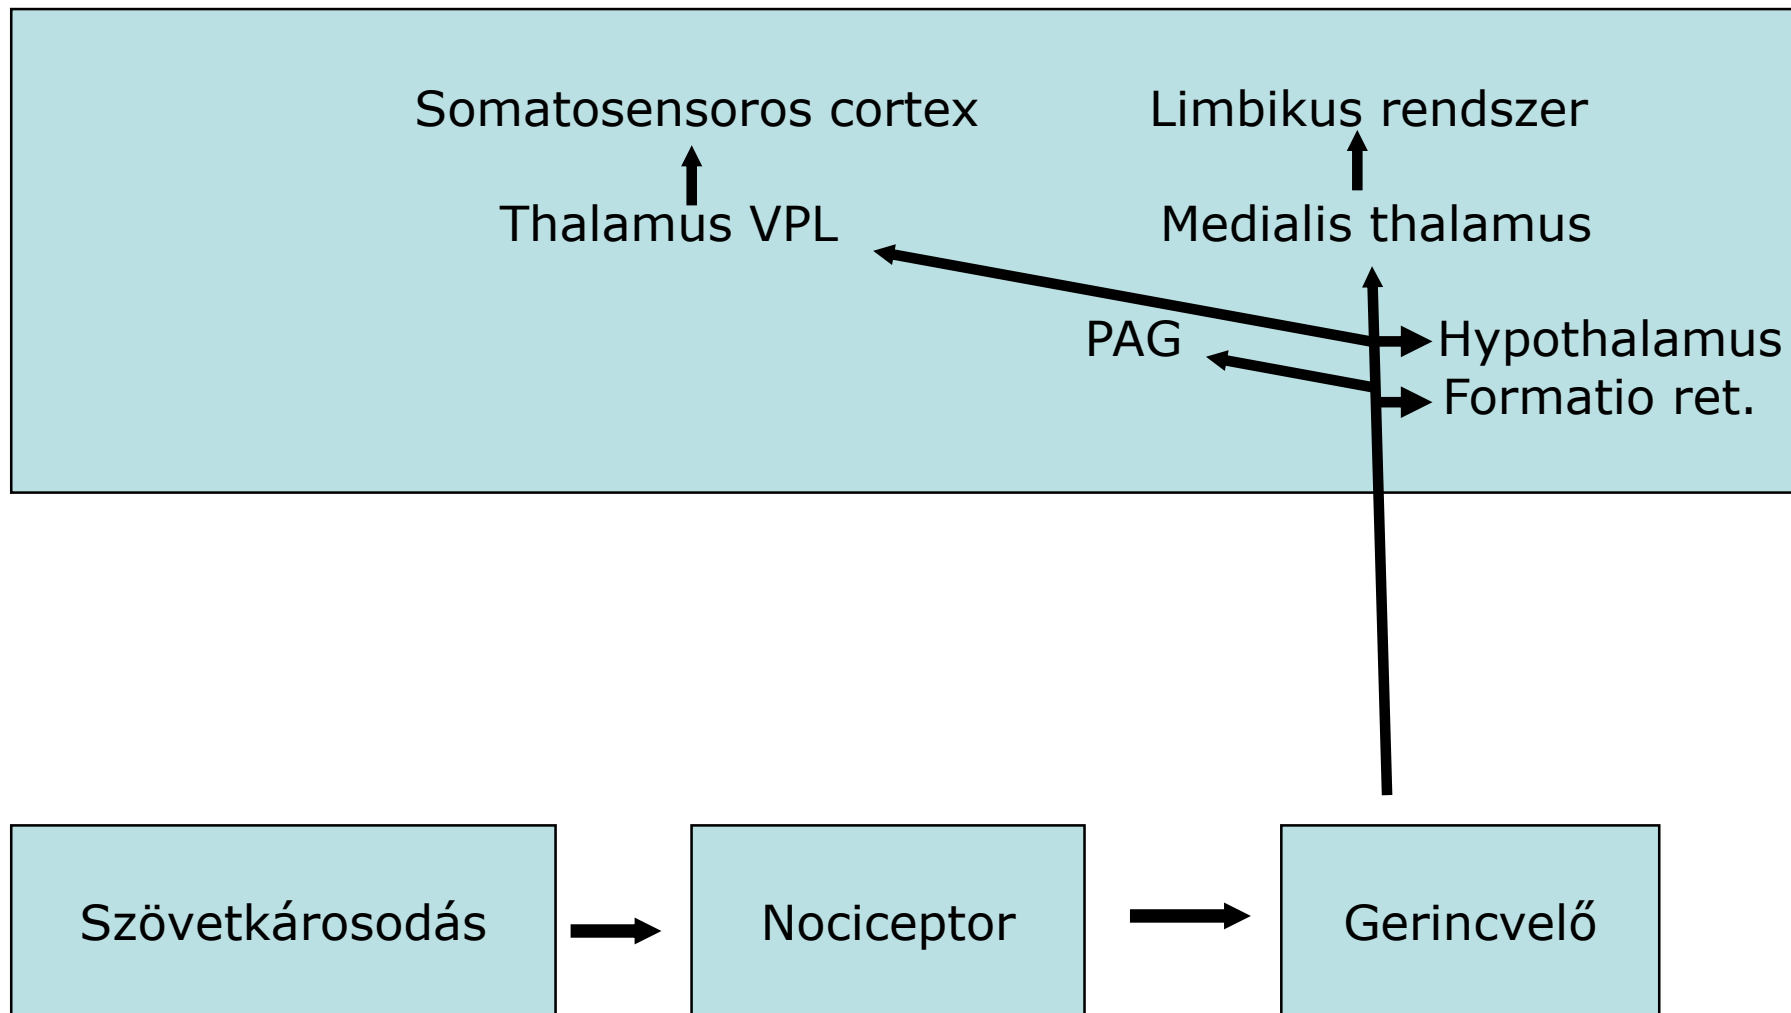 Somatosensoros cortex
Limbikus rendszer
Thalamus VPL
Medialis thalamus
PAG
Hypothalamus
Formatio ret.
Szövetkárosodás
Nociceptor
Gerincvelő